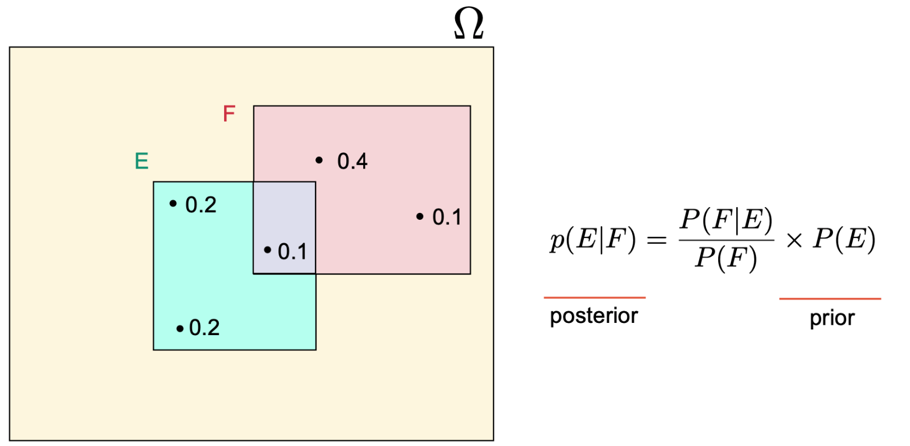 Ω
F
E
0.4
0.2
0.1
0.1
0.2
p(E|F) = P(F|E) / P(F) × P(E)
posterior
prior